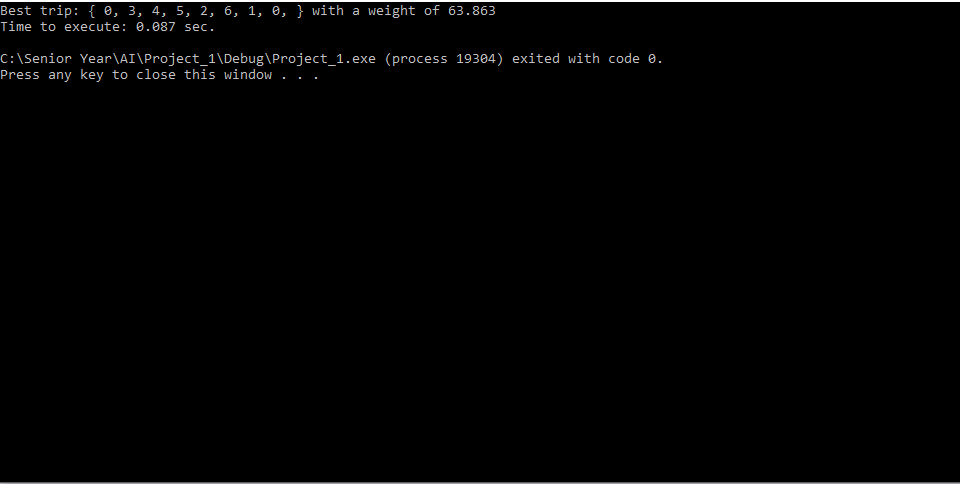 Best trip: { 0, 3, 4, 5, 2, 6, 1, 0, } with a weight of 63.863
Time to execute: 0.087 sec.
C:\Senior Year\AI\Project_1\Debug\Project_1.exe (process 19304) exited with code 0.
Press any key to close this window . . .